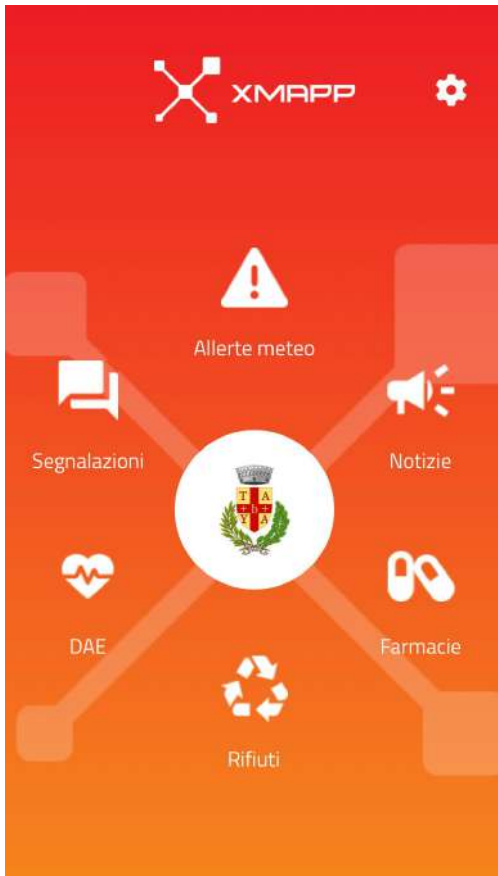 XMAPP
Allerte meteo
Segnalazioni
Notizie
T A
b
Y A
DAE
Farmacie
Rifiuti